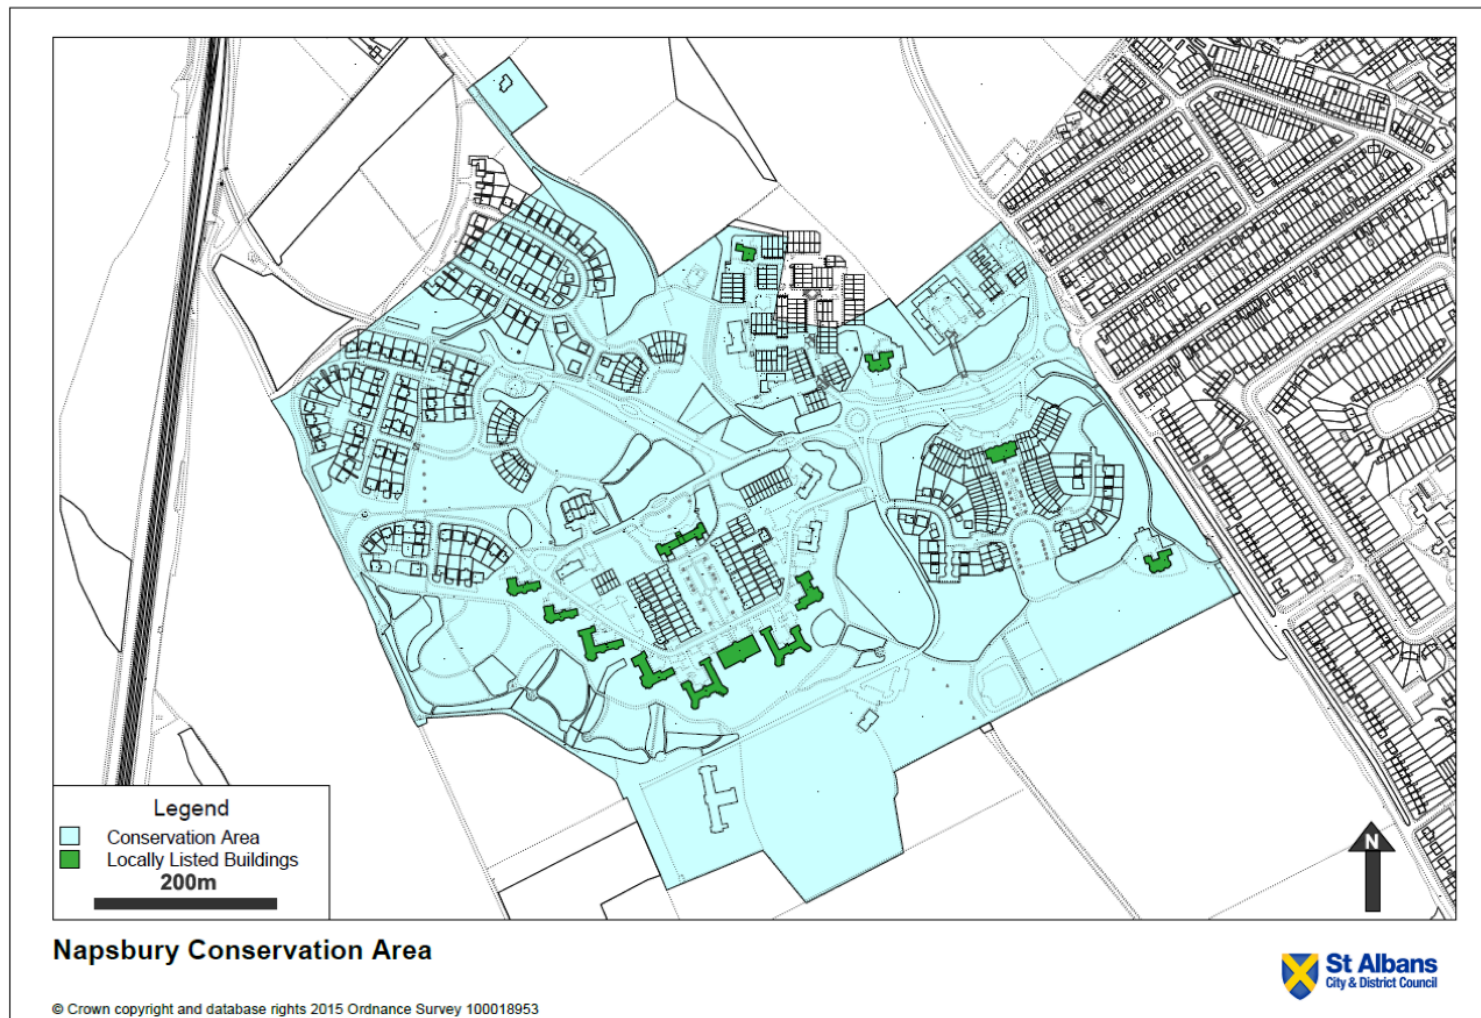 Legend
Conservation Area
Locally Listed Buildings
200m
N
Napsbury Conservation Area
St Albans
City & District Council
© Crown copyright and database rights 2015 Ordnance Survey 100018953